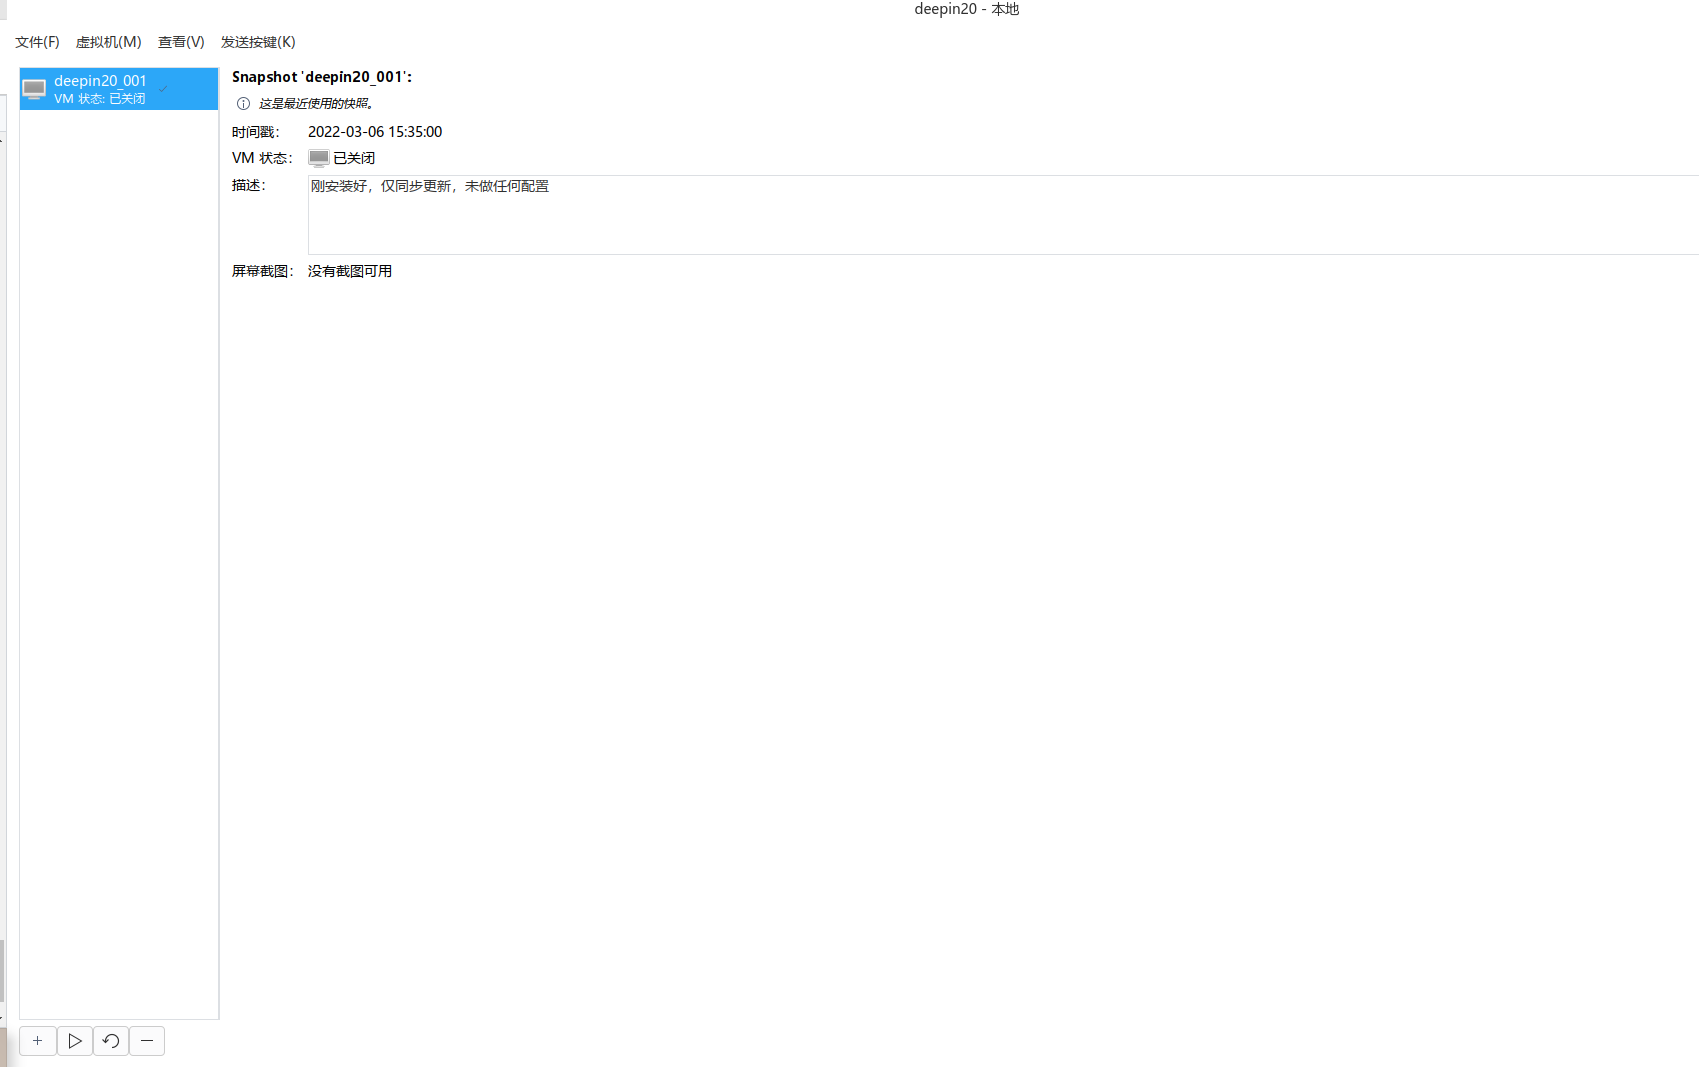 deepin20 - 本地
文件(F) 虚拟机(M) 查看(V) 发送按键(K)
deepin20_001
VM 状态: 已关闭
Snapshot 'deepin20_001':
这是最近使用的快照。
时间戳: 2022-03-06 15:35:00
VM 状态: 已关闭
描述: 刚安装好，仅同步更新，未做任何配置
屏幕截图: 没有截图可用